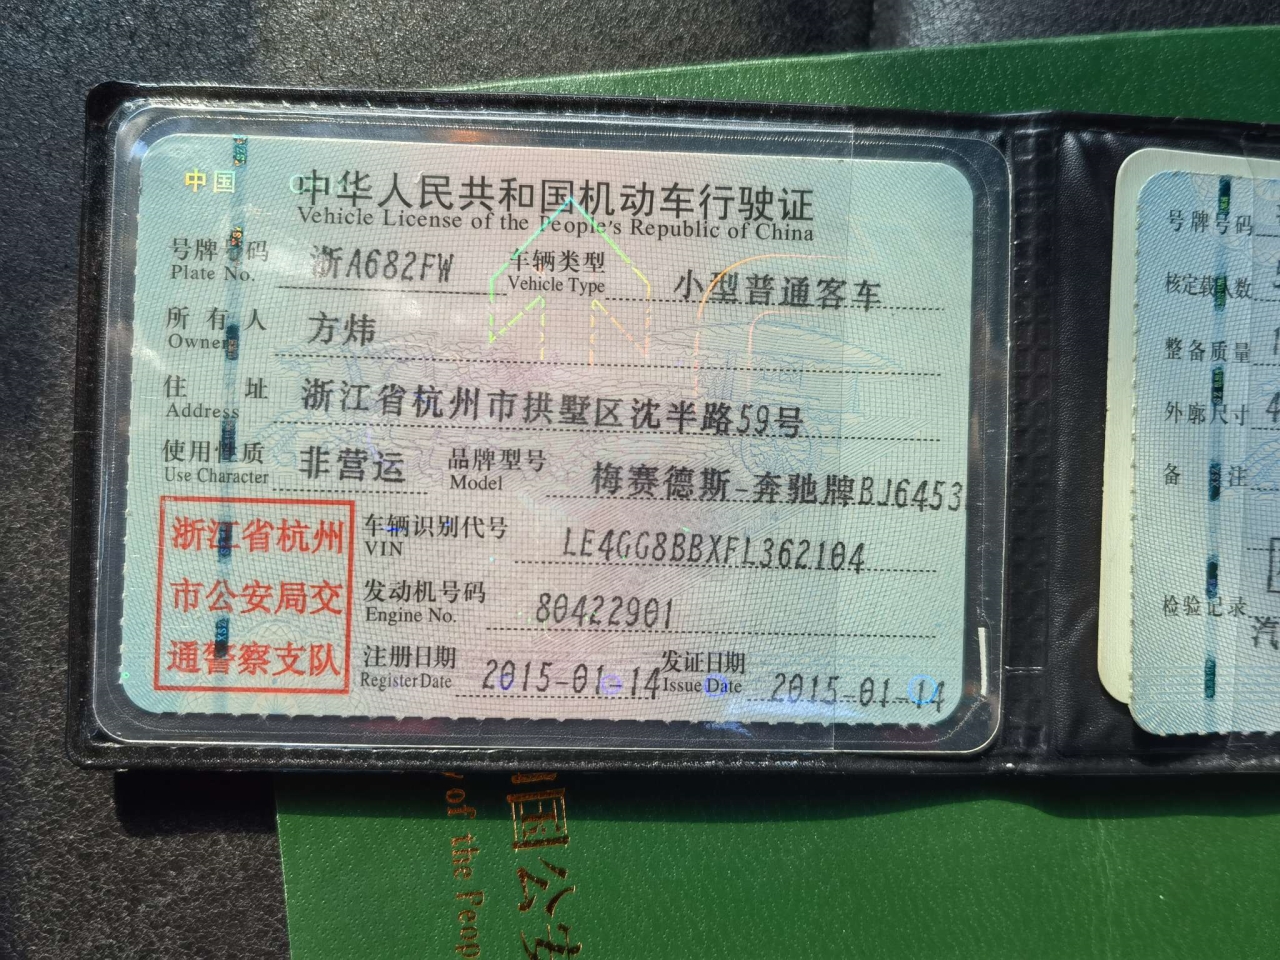 中国
中华人民共和国机动车行驶证
Vehicle License of the People's Republic of China
号牌号码 浙A682FW 车辆类型 小型普通客车
Plate No. Vehicle Type
所有人 方炜
Owner
住址 浙江省杭州市拱墅区沈半路59号
Address
使用性质 非营运 品牌型号 梅赛德斯-奔驰牌BJ6453
Use Character Model
浙江省杭州
市公安局交
通警察支队
车辆识别代号 LE4GG8BBXFL362104
VIN
发动机号码 80422901
Engine No.
注册日期 2015-01-14 发证日期 2015-01-14
Register Date Issue Date
号牌号码
核定载人数
整备质量
外廓尺寸 4
备注
检验记录
汽
国公安
of the Peop